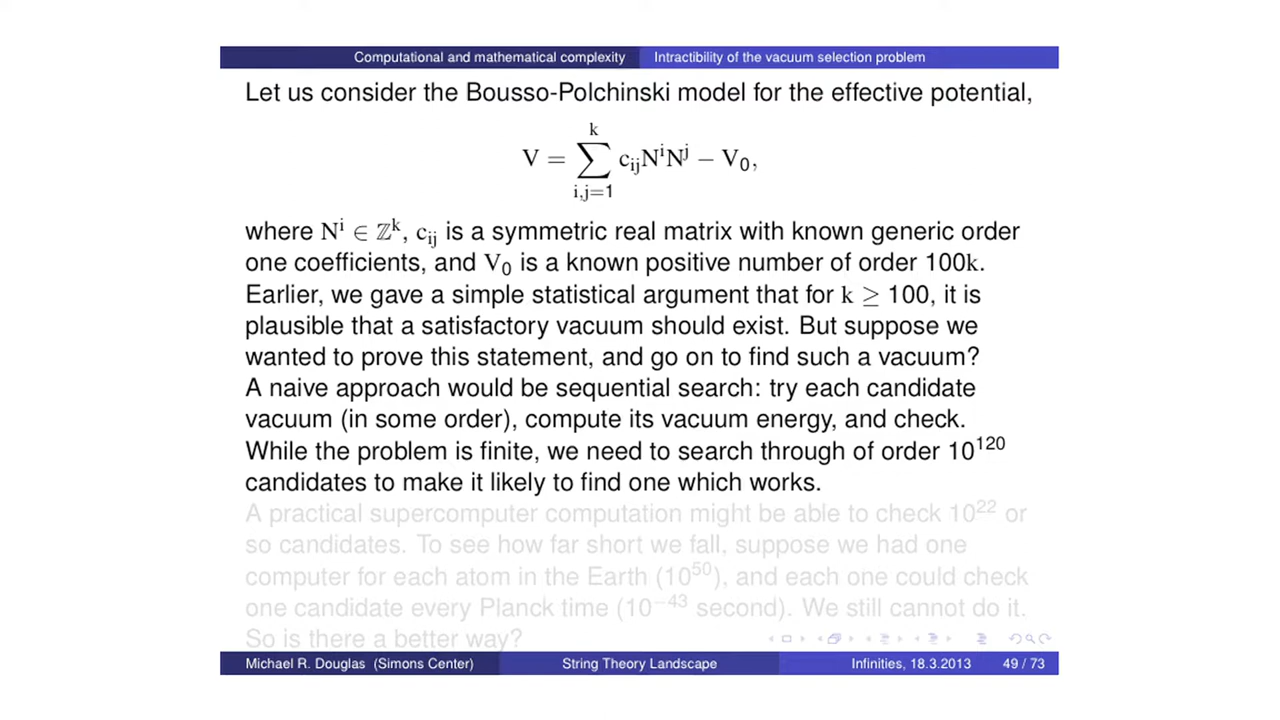 Computational and mathematical complexity Intractibility of the vacuum selection problem
Let us consider the Bousso-Polchinski model for the effective potential,
V = ∑_{i,j=1}^{k} c_{ij}N^iN^j − V_0,
where N^i ∈ ℤ^k, c_{ij} is a symmetric real matrix with known generic order
one coefficients, and V_0 is a known positive number of order 100k.
Earlier, we gave a simple statistical argument that for k ≥ 100, it is
plausible that a satisfactory vacuum should exist. But suppose we
wanted to prove this statement, and go on to find such a vacuum?
A naive approach would be sequential search: try each candidate
vacuum (in some order), compute its vacuum energy, and check.
While the problem is finite, we need to search through of order 10^{120}
candidates to make it likely to find one which works.
A practical supercomputer computation might be able to check 10^{22} or
so candidates. To see how far short we fall, suppose we had one
computer for each atom in the Earth (10^{50}), and each one could check
one candidate every Planck time (10^{−43} second). We still cannot do it.
So is there a better way?
Michael R. Douglas (Simons Center) String Theory Landscape Infinities, 18.3.2013 49 / 73